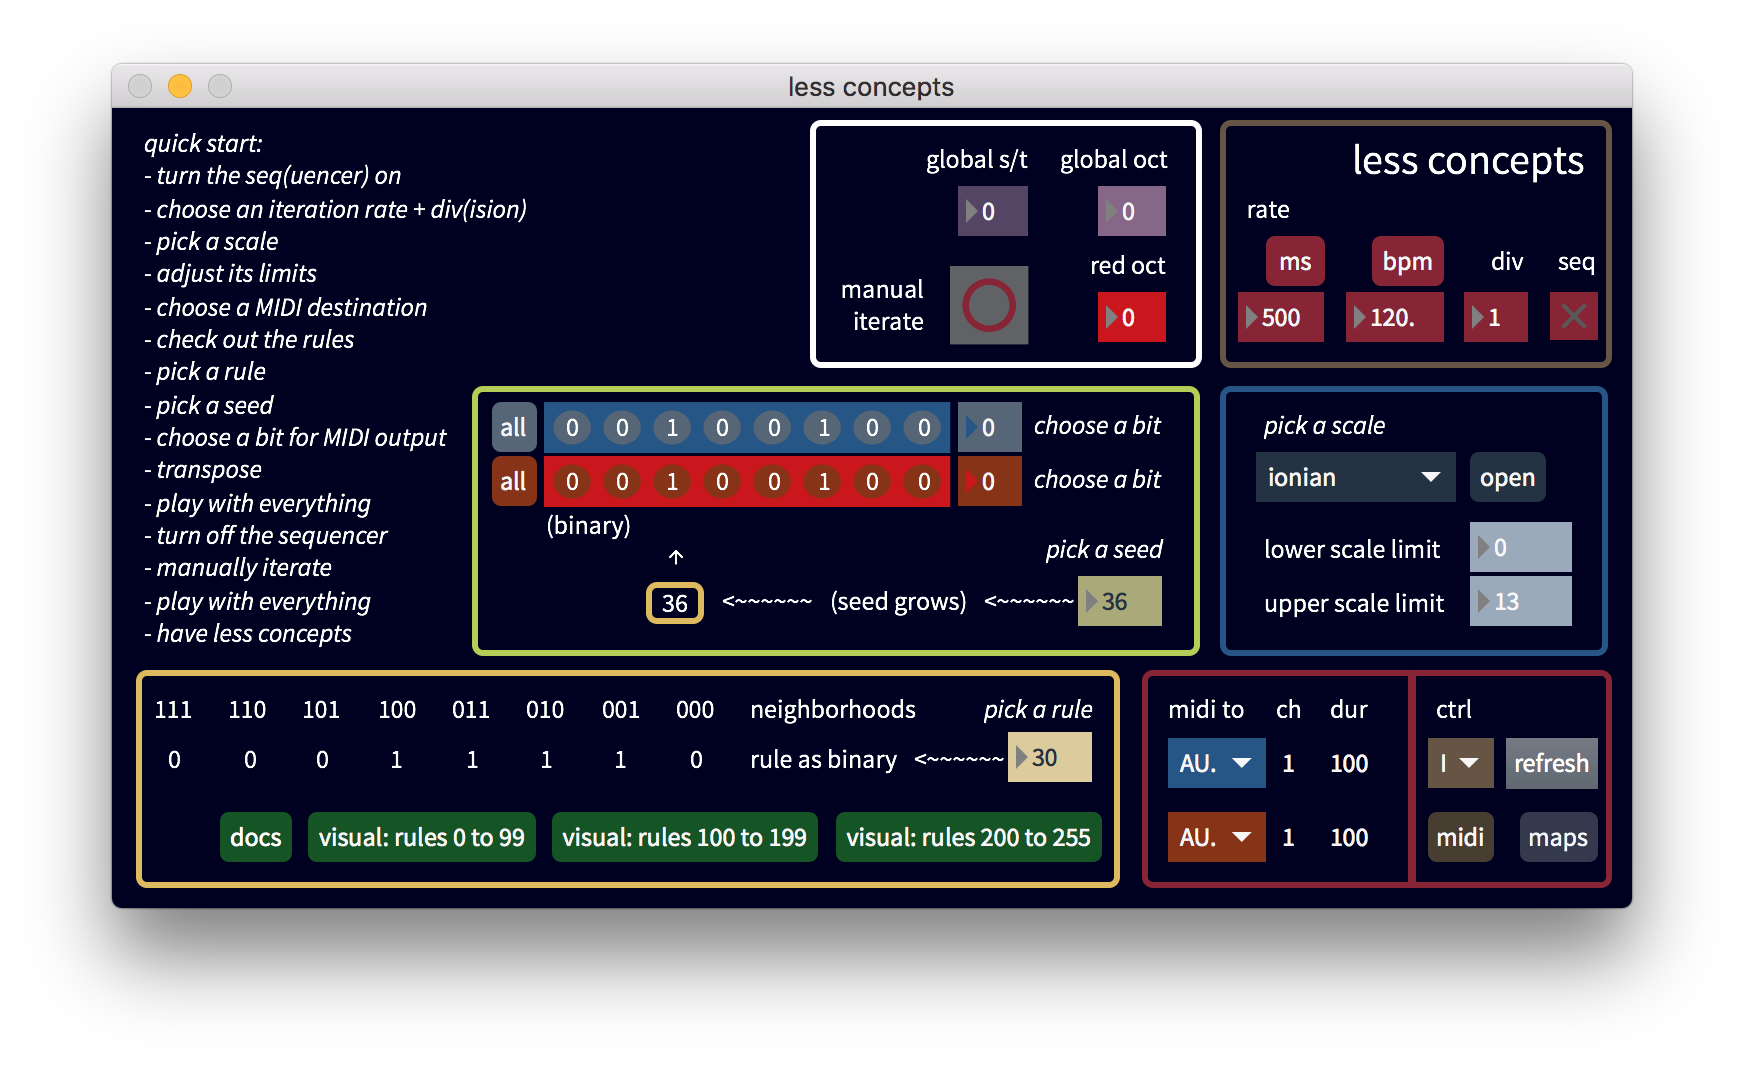 less concepts
quick start:
- turn the seq(uencer) on
- choose an iteration rate + div(ision)
- pick a scale
- adjust its limits
- choose a MIDI destination
- check out the rules
- pick a rule
- pick a seed
- choose a bit for MIDI output
- transpose
- play with everything
- turn off the sequencer
- manually iterate
- play with everything
- have less concepts
global s/t global oct
0 0
red oct
manual
iterate
0
less concepts
rate
ms bpm div seq
500 120. 1
all 0 0 1 0 0 1 0 0 0 choose a bit
all 0 0 1 0 0 1 0 0 0 choose a bit
(binary)
↑
pick a seed
36 <~~~~~~ (seed grows) <~~~~~~ 36
pick a scale
ionian open
lower scale limit 0
upper scale limit 13
111 110 101 100 011 010 001 000 neighborhoods pick a rule
0 0 0 1 1 1 1 0 rule as binary <~~~~~~ 30
docs visual: rules 0 to 99 visual: rules 100 to 199 visual: rules 200 to 255
midi to ch dur
AU. 1 100
AU. 1 100
ctrl
I refresh
midi maps